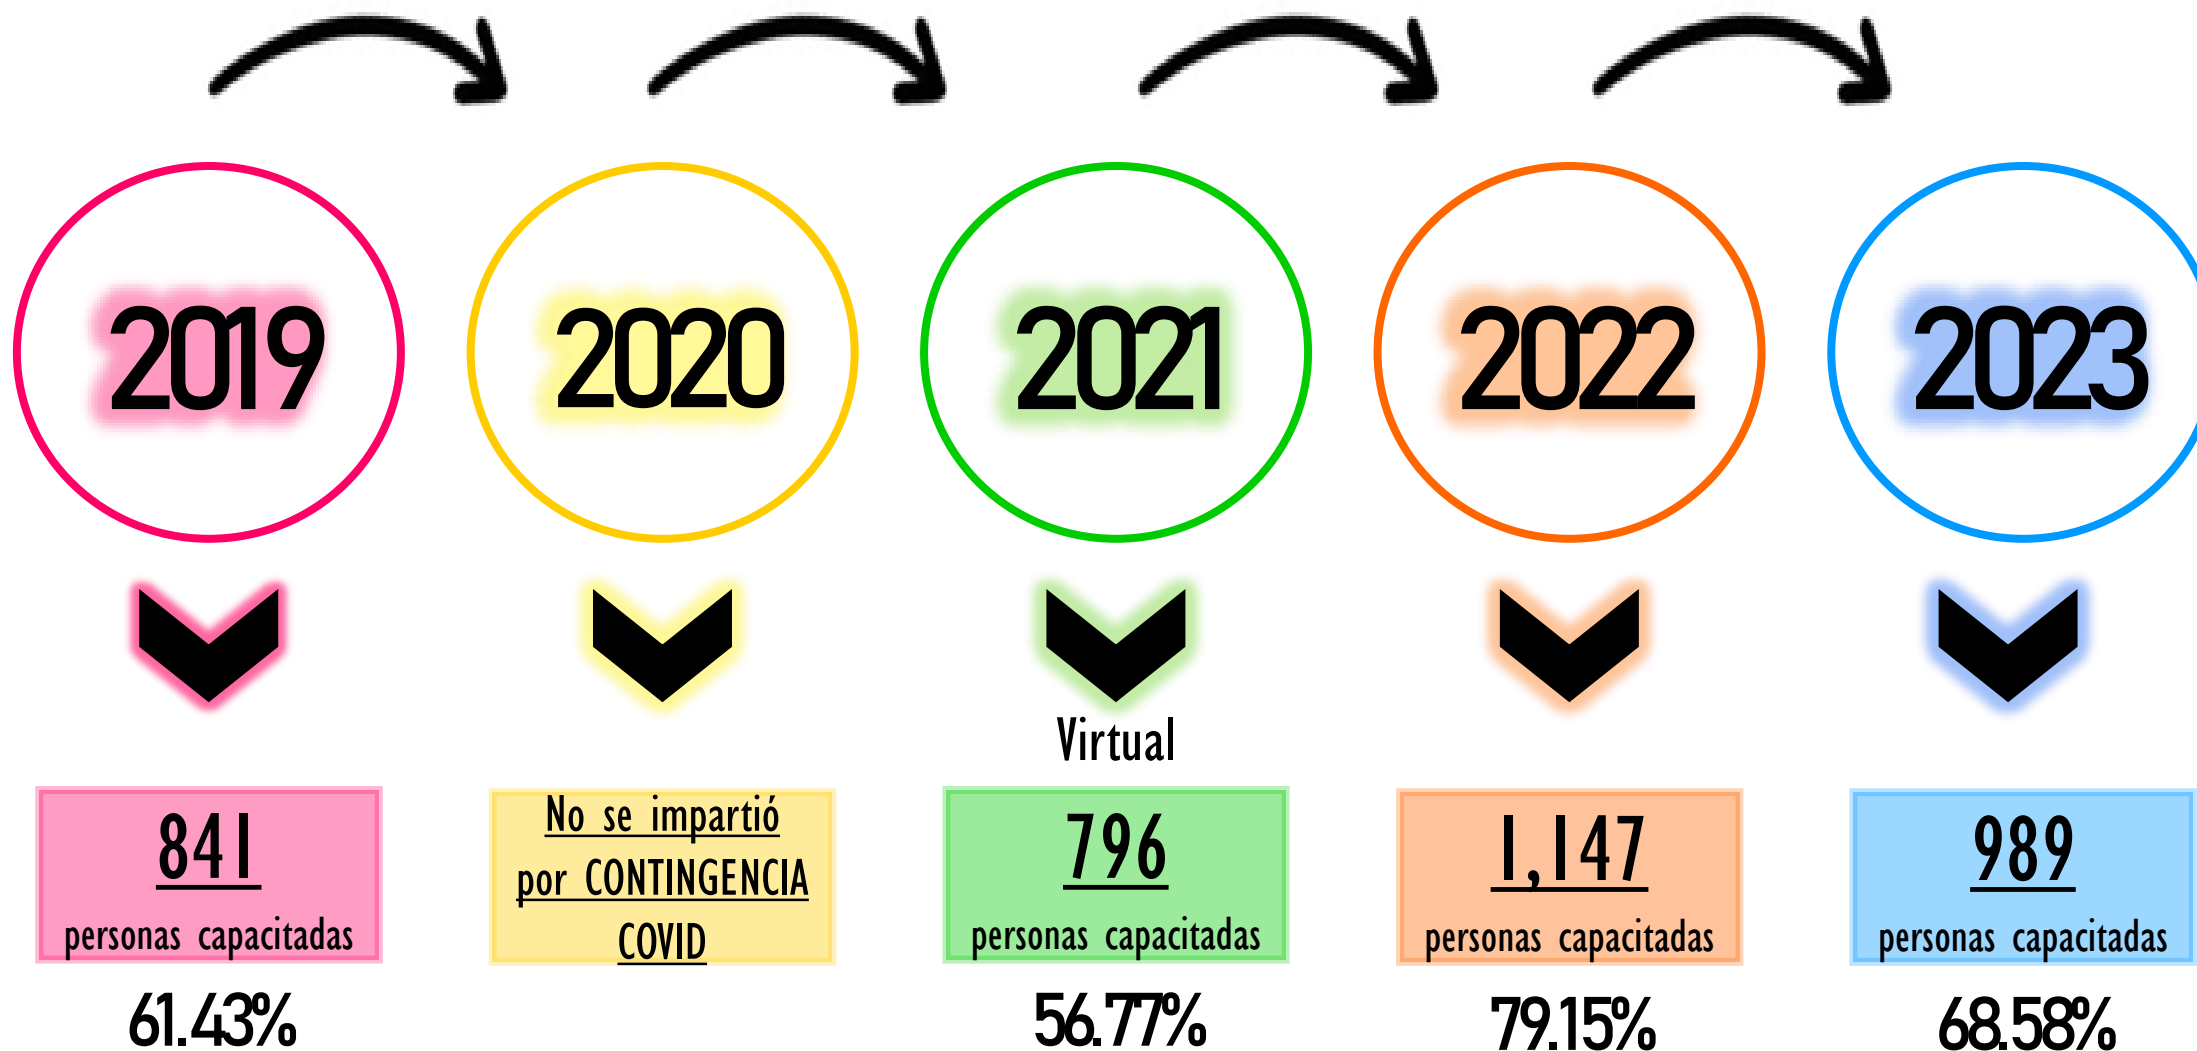 2019
2020
2021
2022
2023
Virtual
841
personas capacitadas
61.43%
No se impartió
por CONTINGENCIA
COVID
796
personas capacitadas
56.77%
1,147
personas capacitadas
79.15%
989
personas capacitadas
68.58%